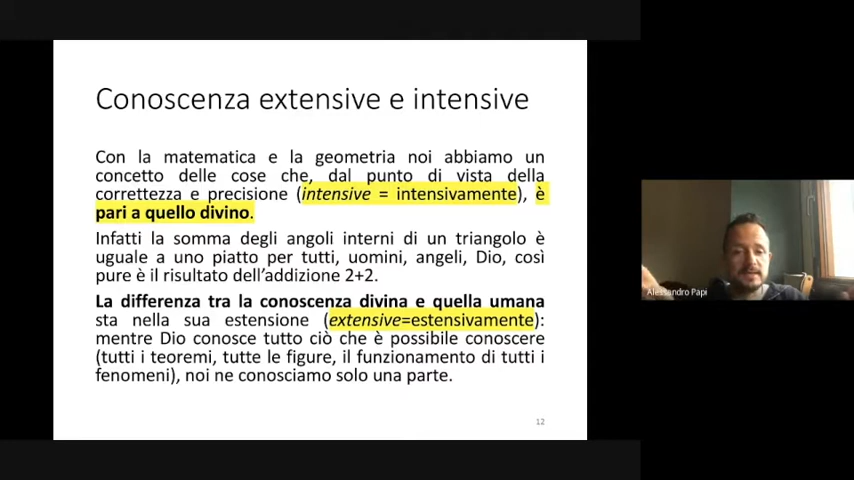 Conoscenza extensive e intensive
Con la matematica e la geometria noi abbiamo un
concetto delle cose che, dal punto di vista della
correttezza e precisione (intensive = intensivamente), è
pari a quello divino.
Infatti la somma degli angoli interni di un triangolo è
uguale a uno piatto per tutti, uomini, angeli, Dio, così
pure è il risultato dell’addizione 2+2.
La differenza tra la conoscenza divina e quella umana
sta nella sua estensione (extensive=estensivamente):
mentre Dio conosce tutto ciò che è possibile conoscere
(tutti i teoremi, tutte le figure, il funzionamento di tutti i
fenomeni), noi ne conosciamo solo una parte.
12
Alessandro Papi